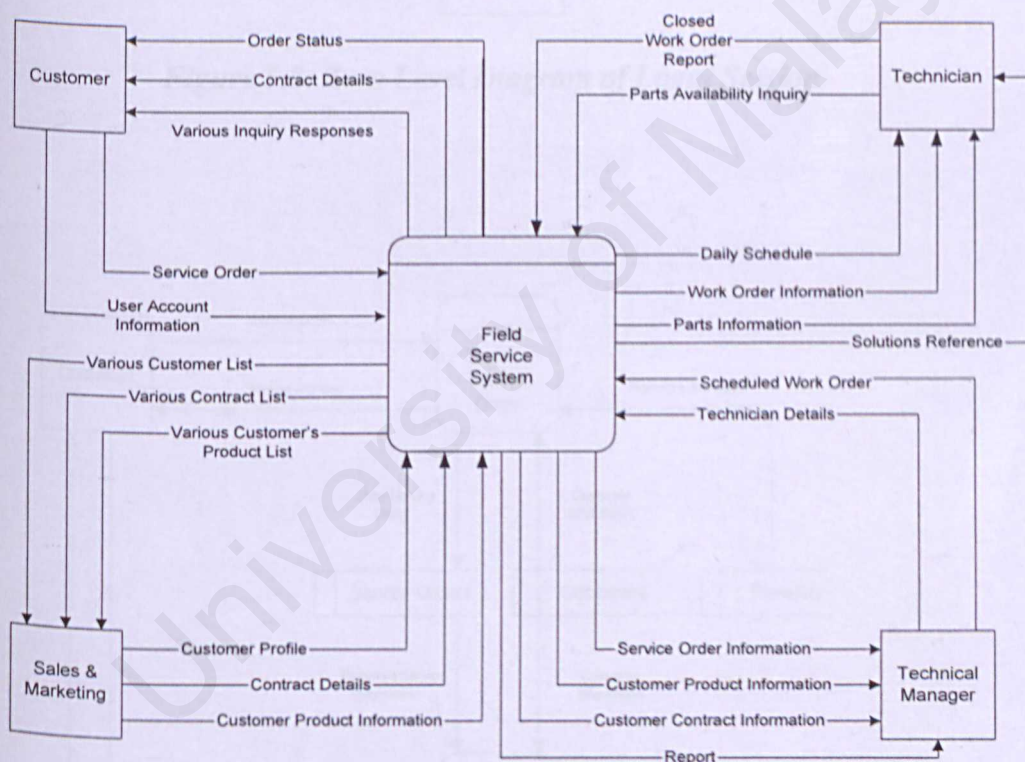 Order Status
Contract Details
Various Inquiry Responses
Customer
Closed
Work Order
Report
Parts Availability Inquiry
Technician
Service Order
User Account
Information
Daily Schedule
Work Order Information
Parts Information
Solutions Reference
Field
Service
System
Various Customer List
Various Contract List
Various Customer's
Product List
Scheduled Work Order
Technician Details
Sales &
Marketing
Customer Profile
Contract Details
Customer Product Information
Service Order Information
Customer Product Information
Customer Contract Information
Report
Technical
Manager
University of Malay